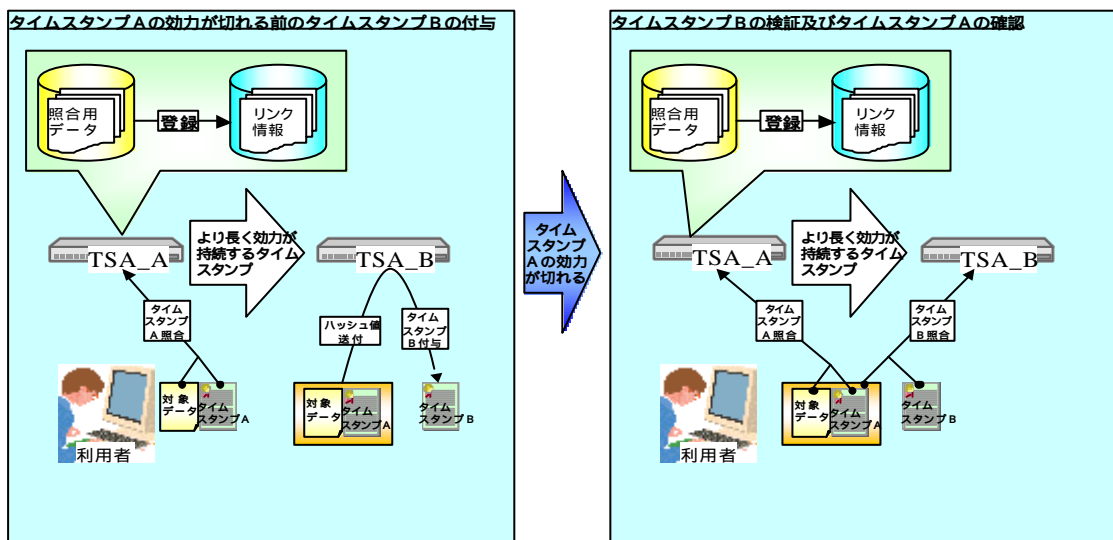 タイムスタンプAの効力が切れる前のタイムスタンプBの付与
照合用
データ
登録
リンク
情報
TSA_A
より長く効力が
持続するタイム
スタンプ
TSA_B
タイム
スタンプ
A照合
ハッシュ値
送付
タイム
スタンプ
B付与
対象
データ
タイム
スタンプA
対象
データ
タイム
スタンプA
タイム
スタンプB
利用者
タイム
スタンプ
Aの効力
が切れる
タイムスタンプBの検証及びタイムスタンプAの確認
照合用
データ
登録
リンク
情報
TSA_A
より長く効力が
持続するタイム
スタンプ
TSA_B
タイム
スタンプ
A照合
タイム
スタンプ
B照合
対象
データ
タイム
スタンプA
タイム
スタンプB
利用者